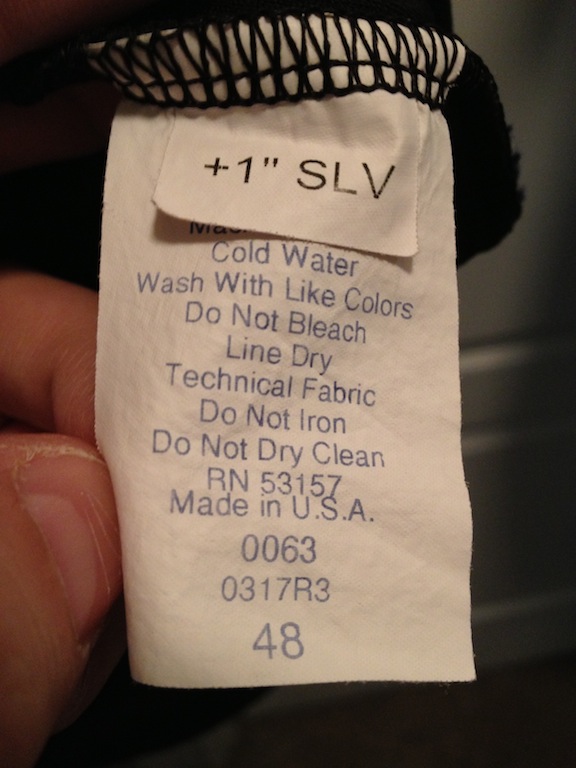 +1" SLV
Cold Water
Wash With Like Colors
Do Not Bleach
Line Dry
Technical Fabric
Do Not Iron
Do Not Dry Clean
RN 53157
Made in U.S.A.
0063
0317R3
48